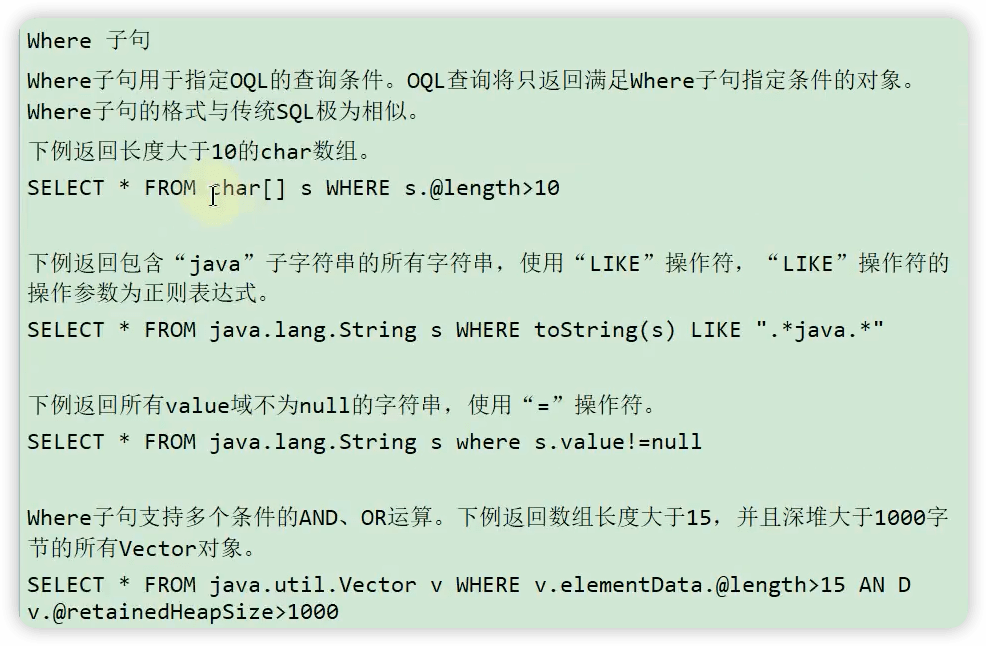 Where 子句
Where子句用于指定OQL的查询条件。OQL查询将只返回满足Where子句指定条件的对象。
Where子句的格式与传统SQL极为相似。
下例返回长度大于10的char数组。
SELECT * FROM char[] s WHERE s.@length>10
下例返回包含“java”子字符串的所有字符串，使用“LIKE”操作符，“LIKE”操作符的
操作参数为正则表达式。
SELECT * FROM java.lang.String s WHERE toString(s) LIKE ".*java.*"
下例返回所有value域不为null的字符串，使用“=”操作符。
SELECT * FROM java.lang.String s where s.value!=null
Where子句支持多个条件的AND、OR运算。下例返回数组长度大于15，并且深堆大于1000字
节的所有Vector对象。
SELECT * FROM java.util.Vector v WHERE v.elementData.@length>15 AN D
v.@retainedHeapSize>1000